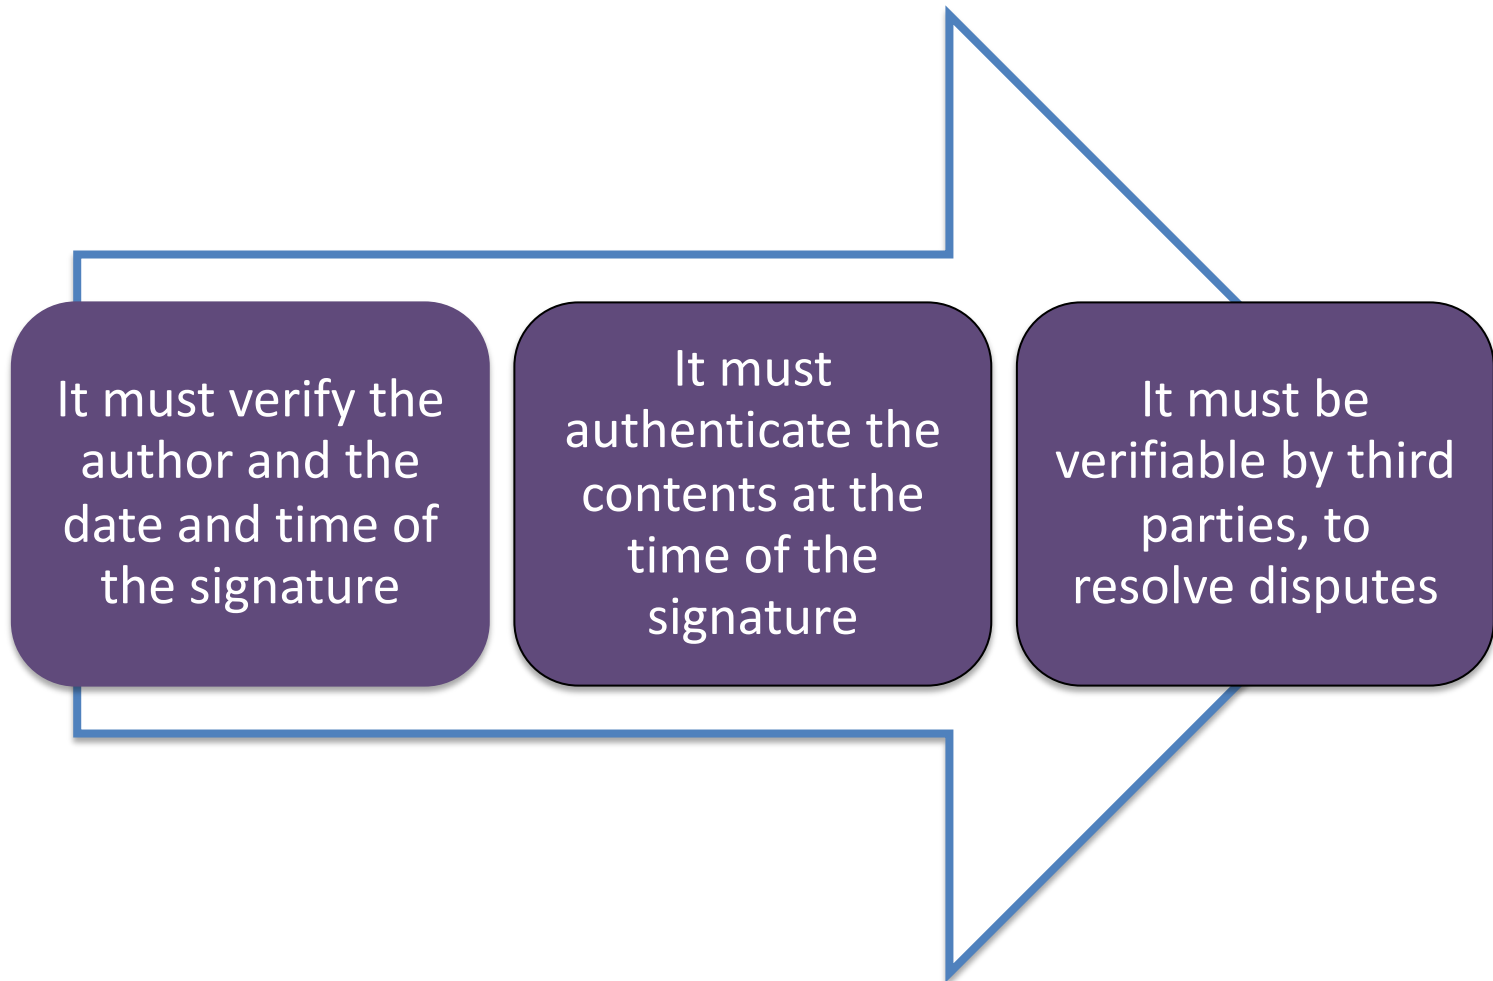 It must verify the
author and the
date and time of
the signature
It must
authenticate the
contents at the
time of the
signature
It must be
verifiable by third
parties, to
resolve disputes